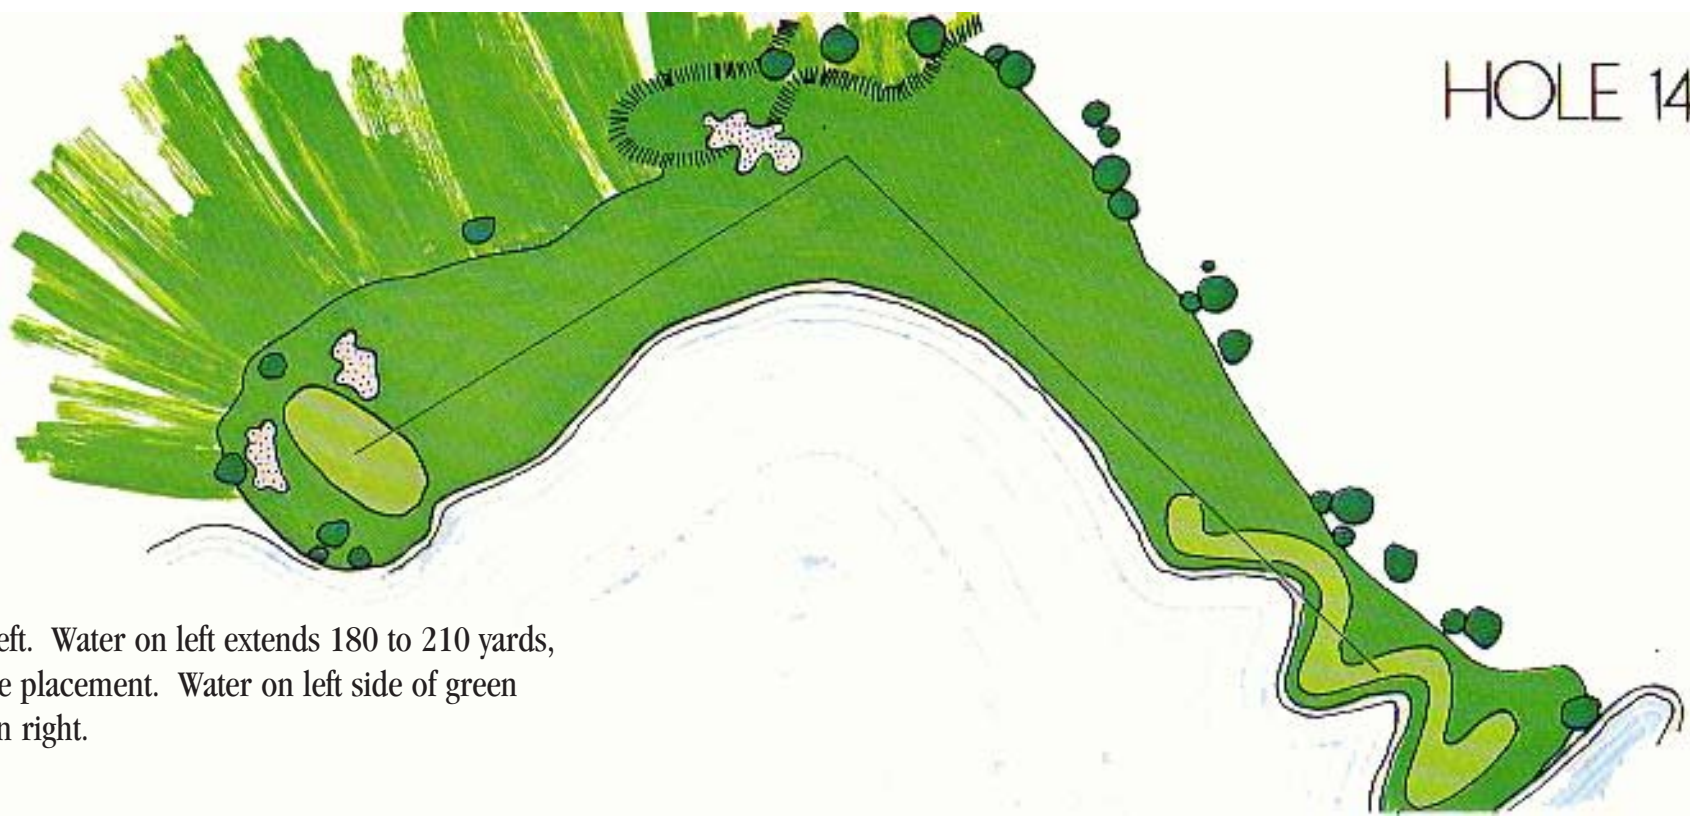 HOLE 14
eft. Water on left extends 180 to 210 yards,
e placement. Water on left side of green
n right.